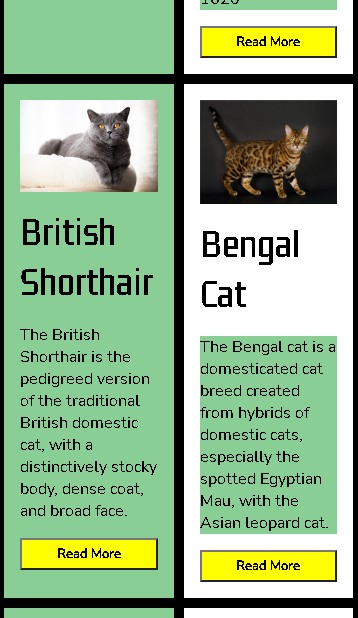 1620
Read More
British
Shorthair
The British
Shorthair is the
pedigreed version
of the traditional
British domestic
cat, with a
distinctively stocky
body, dense coat,
and broad face.
Read More
Bengal
Cat
The Bengal cat is a
domesticated cat
breed created
from hybrids of
domestic cats,
especially the
spotted Egyptian
Mau, with the
Asian leopard cat.
Read More